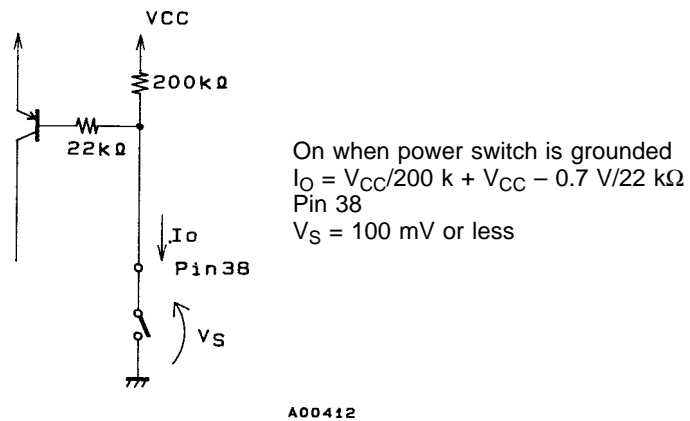 VCC
200kΩ
22kΩ
Io
Pin38
VS
On when power switch is grounded
IO = VCC/200 k + VCC – 0.7 V/22 kΩ
Pin 38
VS = 100 mV or less
A00412